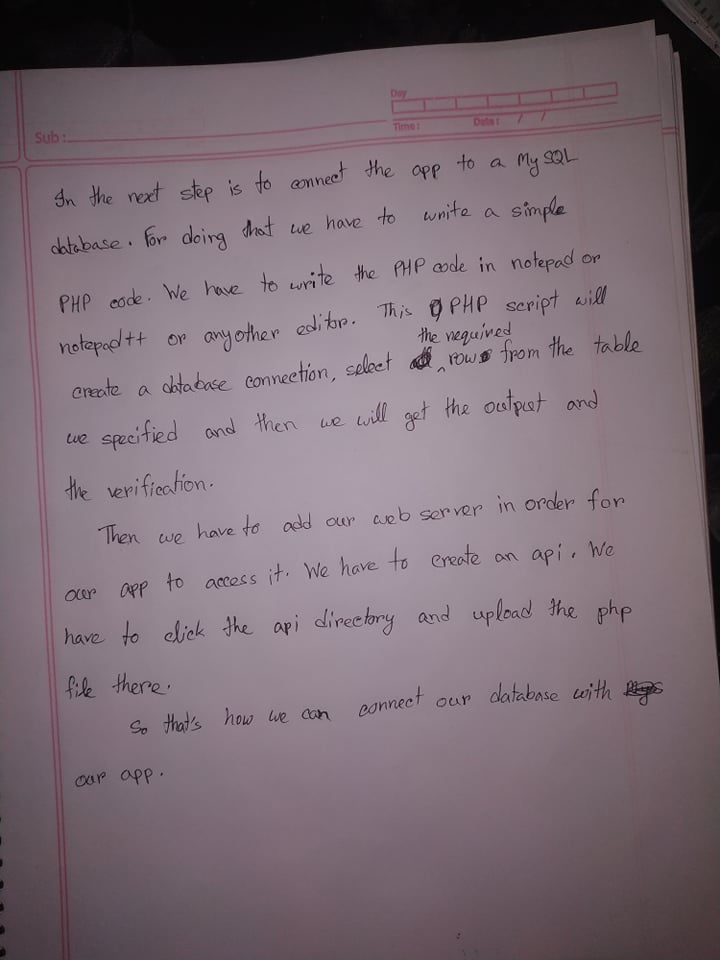 Day
Sub :
Time :
Date : / /
In the next step is to connect the app to a My SQL
database. For doing that we have to write a simple
PHP code. We have to write the PHP code in notepad or
notepad++ or anyother editor. This PHP script will
the required
create a database connection, select row from the table
we specified and then we will get the output and
the verification.
Then we have to add our web server in order for
our app to access it. We have to create an api. We
have to click the api directory and upload the php
file there.
So that's how we can connect our database with
our app.